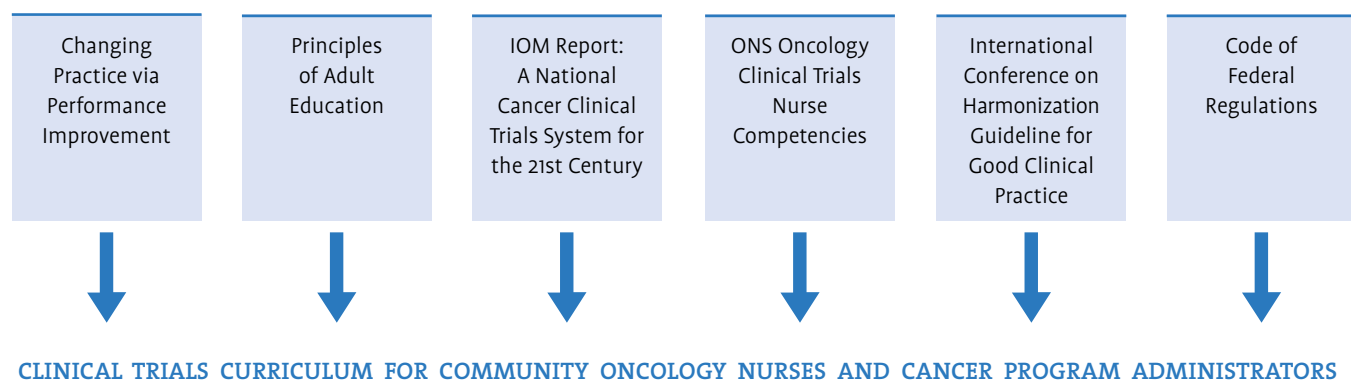 Changing
Practice via
Performance
Improvement
Principles
of Adult
Education
IOM Report:
A National
Cancer Clinical
Trials System for
the 21st Century
ONS Oncology
Clinical Trials
Nurse
Competencies
International
Conference on
Harmonization
Guideline for
Good Clinical
Practice
Code of
Federal
Regulations
CLINICAL TRIALS CURRICULUM FOR COMMUNITY ONCOLOGY NURSES AND CANCER PROGRAM ADMINISTRATORS